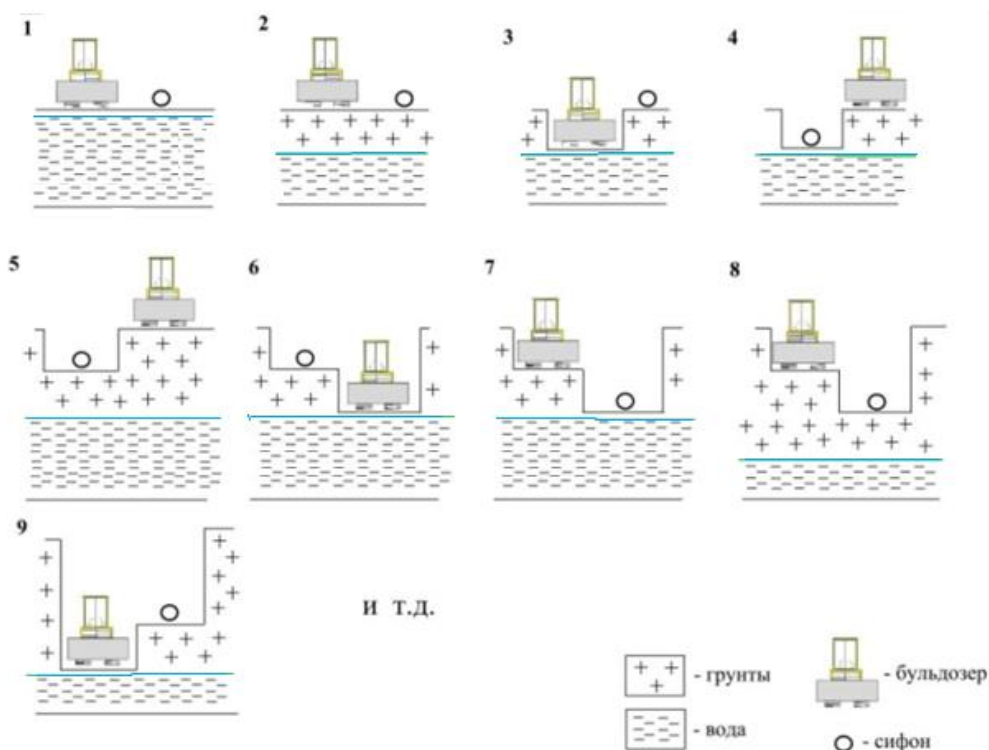 1
2
3
4
5
6
7
8
9
и т.д.
- грунты
- бульдозер
- вода
- сифон